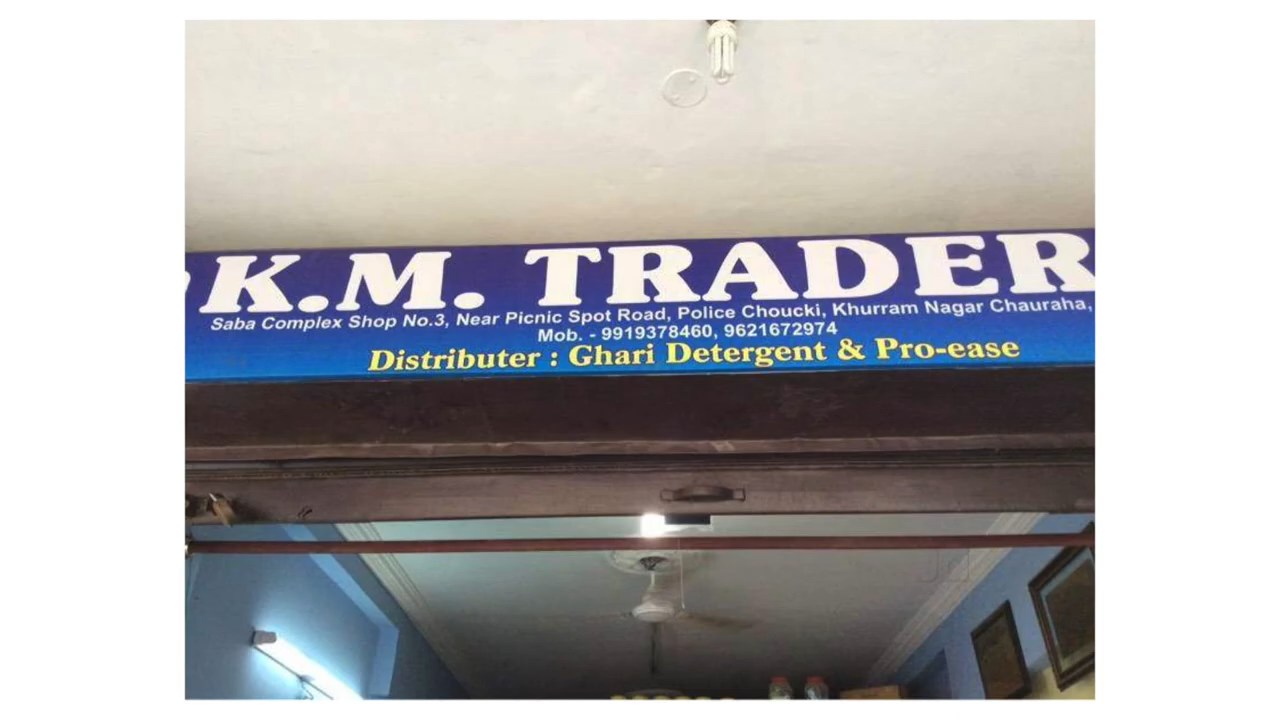 K.M. TRADER
Saba Complex Shop No.3, Near Picnic Spot Road, Police Choucki, Khurram Nagar Chauraha,
Mob. - 9919378460, 9621672974
Distributer : Ghari Detergent & Pro-ease
Jd